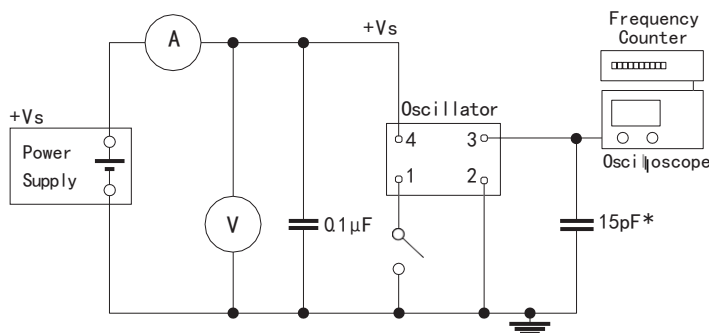 Frequency
Counter
A
+Vs
+Vs
Oscillator
Power
Supply
4
3
1
2
Oscilloscope
V
0.1μF
15pF*